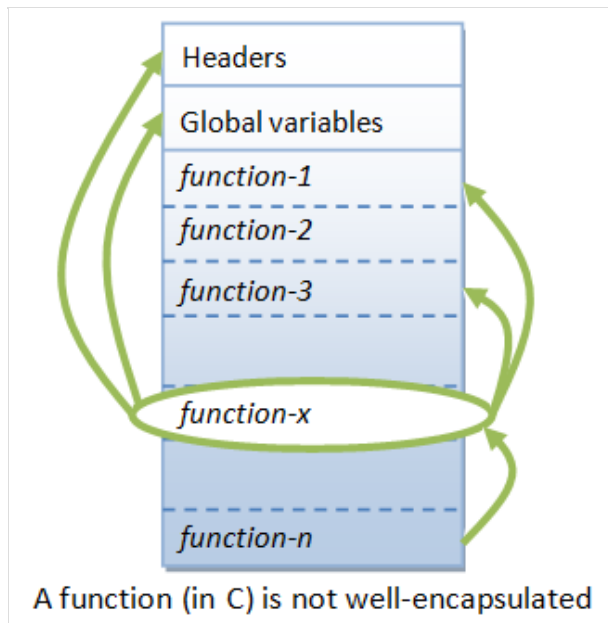 Headers
Global variables
function-1
function-2
function-3
function-x
function-n
A function (in C) is not well-encapsulated